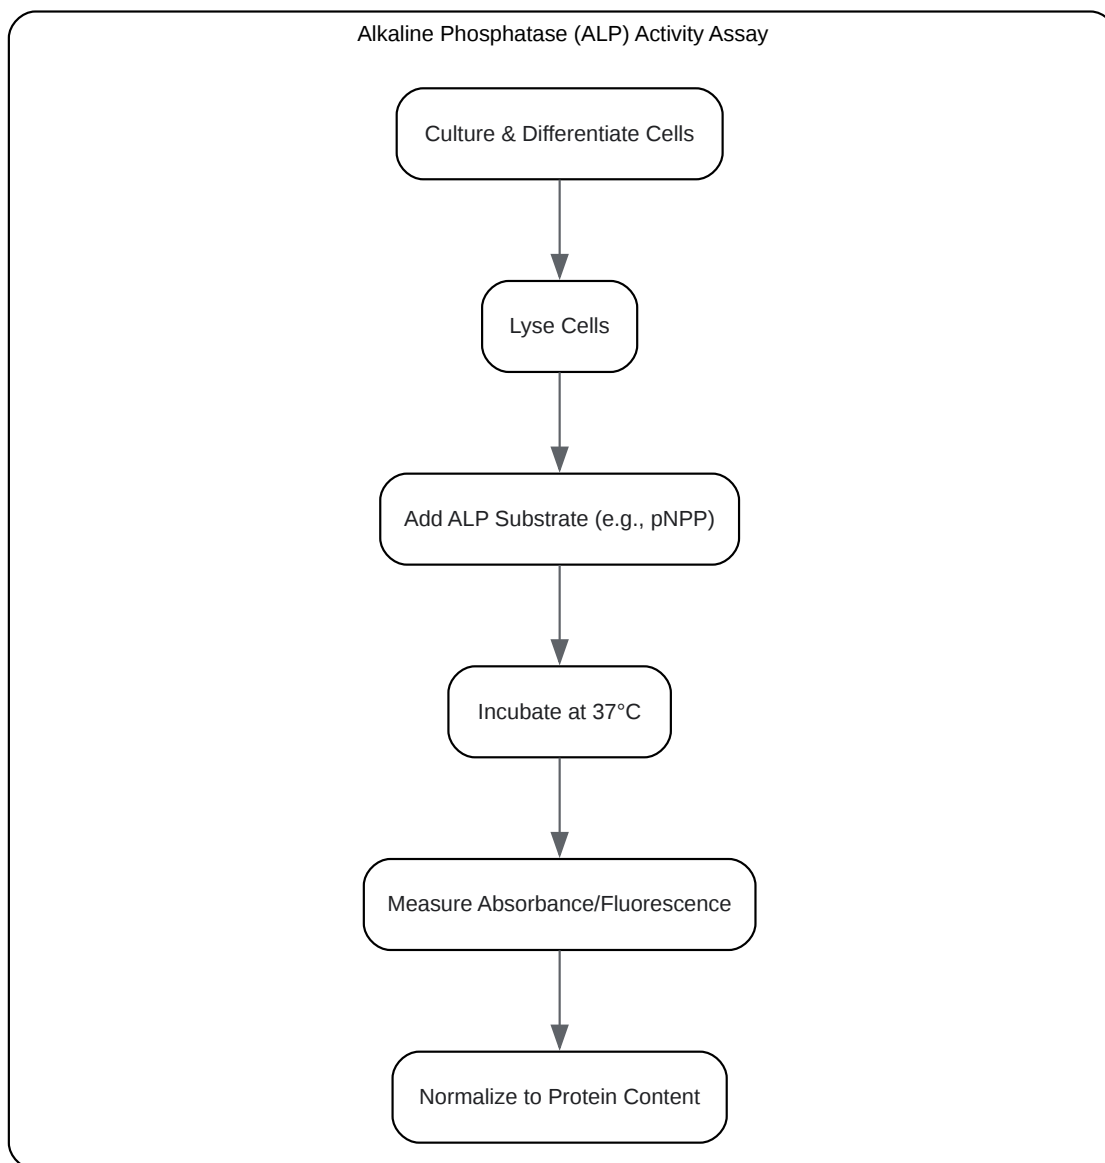 Alkaline Phosphatase (ALP) Activity Assay
Culture & Differentiate Cells
Lyse Cells
Add ALP Substrate (e.g., pNPP)
Incubate at 37°C
Measure Absorbance/Fluorescence
Normalize to Protein Content